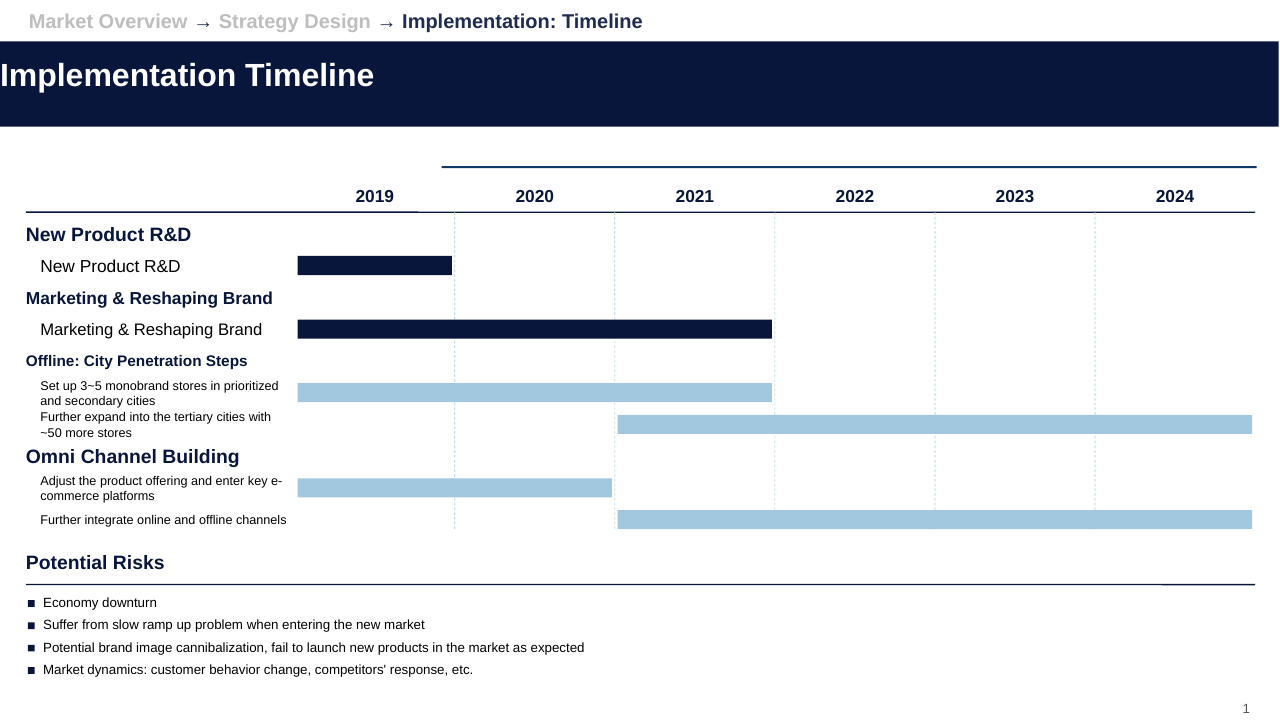 Market Overview → Strategy Design → Implementation: Timeline
Implementation Timeline
2019 2020 2021 2022 2023 2024
New Product R&D
New Product R&D
Marketing & Reshaping Brand
Marketing & Reshaping Brand
Offline: City Penetration Steps
Set up 3~5 monobrand stores in prioritized
and secondary cities
Further expand into the tertiary cities with
~50 more stores
Omni Channel Building
Adjust the product offering and enter key e-
commerce platforms
Further integrate online and offline channels
Potential Risks
■ Economy downturn
■ Suffer from slow ramp up problem when entering the new market
■ Potential brand image cannibalization, fail to launch new products in the market as expected
■ Market dynamics: customer behavior change, competitors' response, etc.
1